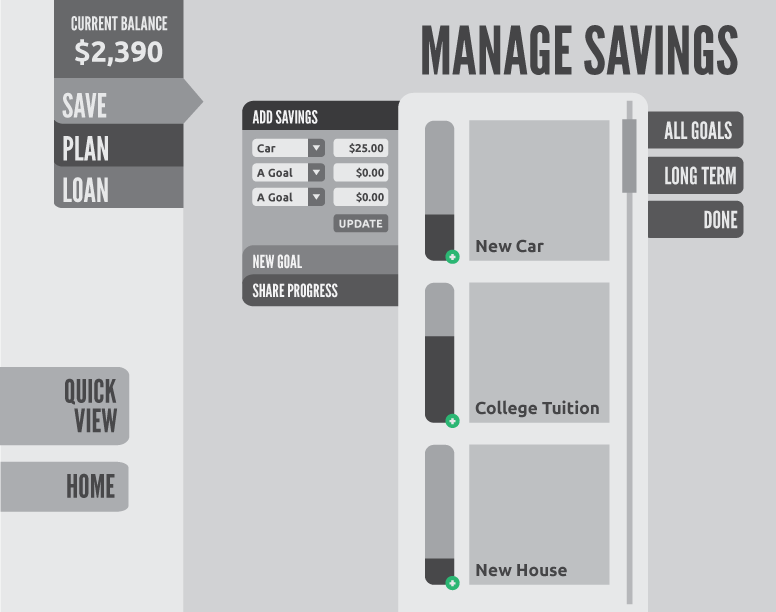 CURRENT BALANCE
$2,390
SAVE
PLAN
LOAN
QUICK
VIEW
HOME
MANAGE SAVINGS
ADD SAVINGS
Car $25.00
A Goal $0.00
A Goal $0.00
UPDATE
NEW GOAL
SHARE PROGRESS
New Car
College Tuition
New House
ALL GOALS
LONG TERM
DONE